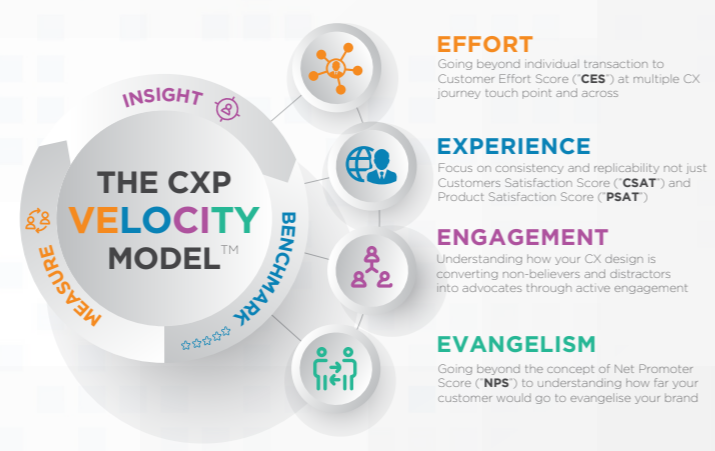 INSIGHT
THE CXP
VELOCITY
MODEL™
MEASURE
BENCHMARK
EFFORT
Going beyond individual transaction to
Customer Effort Score ("CES") at multiple CX
journey touch point and across
EXPERIENCE
Focus on consistency and replicability not just
Customers Satisfaction Score ("CSAT") and
Product Satisfaction Score ("PSAT")
ENGAGEMENT
Understanding how your CX design is
converting non-believers and distractors
into advocates through active engagement
EVANGELISM
Going beyond the concept of Net Promoter
Score ("NPS") to understanding how far your
customer would go to evangelise your brand